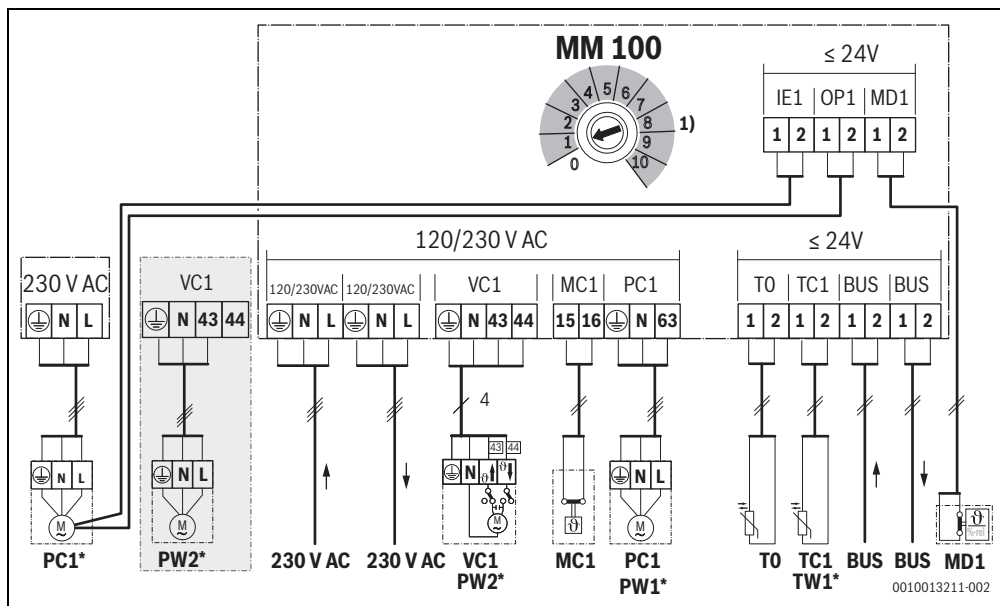 MM 100
0 1 2 3 4 5 6 7 8 9 10
1)
≤ 24V
IE1 OP1 MD1
1 2 1 2 1 2
120/230 V AC
≤ 24V
230 V AC
VC1
120/230VAC 120/230VAC VC1 MC1 PC1
T0 TC1 BUS BUS
N L
N 43 44
N L N L N 43 44 15 16 N 63
1 2 1 2 1 2 1 2
4
43 44
N L
N L
N ϑ ϑ
N L
M ~
M ~
M ~
ϑ
M ~
ϑ
%-rel
PC1*
PW2*
230 V AC
230 V AC
VC1
PW2*
MC1
PC1
PW1*
T0
TC1
TW1*
BUS
BUS
MD1
0010013211-002